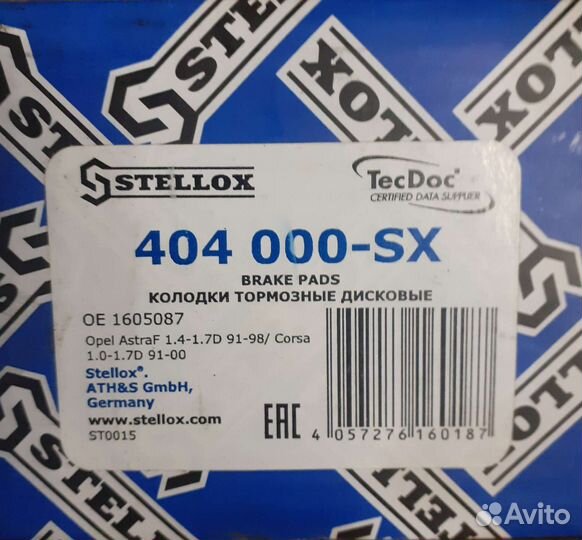 STELLOX
STELLOX
STELLOX
TecDoc
CERTIFIED DATA SUPPLIER
404 000-SX
BRAKE PADS
КОЛОДКИ ТОРМОЗНЫЕ ДИСКОВЫЕ
OE 1605087
Opel AstraF 1.4-1.7D 91-98/ Corsa
1.0-1.7D 91-00
Stellox®.
ATH&S GmbH,
Germany
www.stellox.com
ST0015
EAC
4 057276 160187
Avito